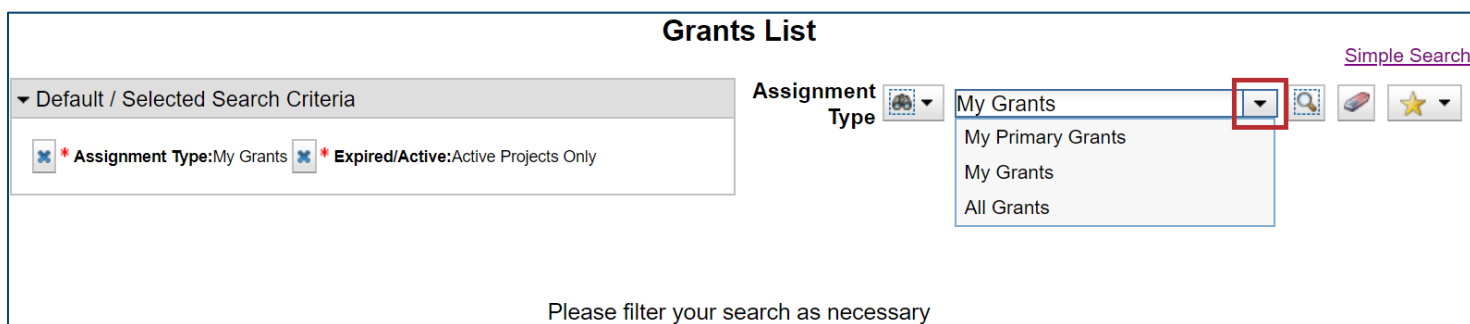 Grants List
Simple Search
Default / Selected Search Criteria
* Assignment Type:My Grants * Expired/Active:Active Projects Only
Assignment
Type
My Grants
My Primary Grants
My Grants
All Grants
Please filter your search as necessary